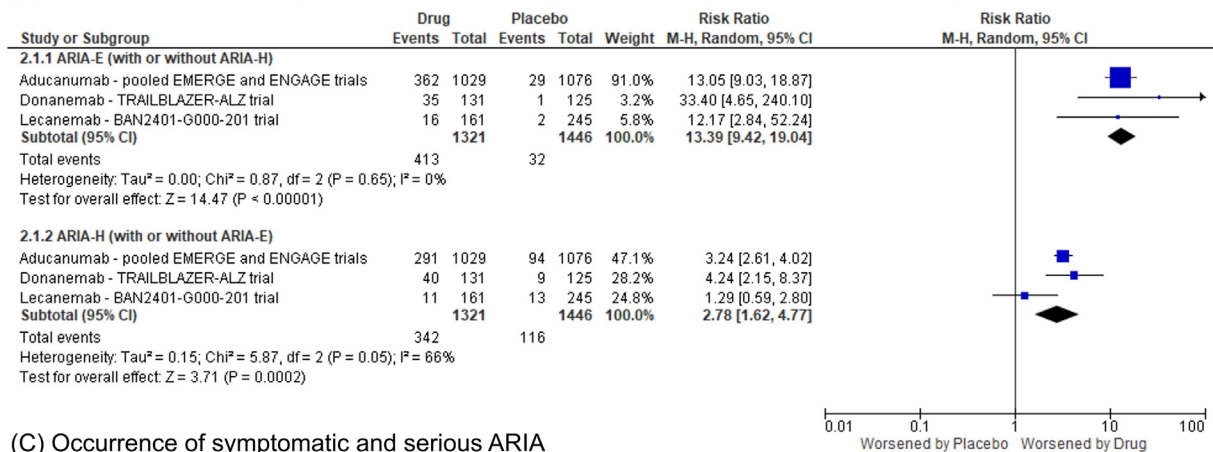 Drug Placebo Risk Ratio Risk Ratio
Study or Subgroup Events Total Events Total Weight M-H, Random, 95% CI M-H, Random, 95% CI
2.1.1 ARIA-E (with or without ARIA-H)
Aducanumab - pooled EMERGE and ENGAGE trials 362 1029 29 1076 91.0% 13.05 [9.03, 18.87]
Donanemab - TRAILBLAZER-ALZ trial 35 131 1 125 3.2% 33.40 [4.65, 240.10]
Lecanemab - BAN2401-G000-201 trial 16 161 2 245 5.8% 12.17 [2.84, 52.24]
Subtotal (95% CI) 1321 1446 100.0% 13.39 [9.42, 19.04]
Total events 413 32
Heterogeneity: Tau² = 0.00; Chi² = 0.87, df = 2 (P = 0.65); I² = 0%
Test for overall effect: Z = 14.47 (P < 0.00001)
2.1.2 ARIA-H (with or without ARIA-E)
Aducanumab - pooled EMERGE and ENGAGE trials 291 1029 94 1076 47.1% 3.24 [2.61, 4.02]
Donanemab - TRAILBLAZER-ALZ trial 40 131 9 125 28.2% 4.24 [2.15, 8.37]
Lecanemab - BAN2401-G000-201 trial 11 161 13 245 24.8% 1.29 [0.59, 2.80]
Subtotal (95% CI) 1321 1446 100.0% 2.78 [1.62, 4.77]
Total events 342 116
Heterogeneity: Tau² = 0.15; Chi² = 5.87, df = 2 (P = 0.05); I² = 66%
Test for overall effect: Z = 3.71 (P = 0.0002)
0.01 0.1 1 10 100
Worsened by Placebo Worsened by Drug
(C) Occurrence of symptomatic and serious ARIA